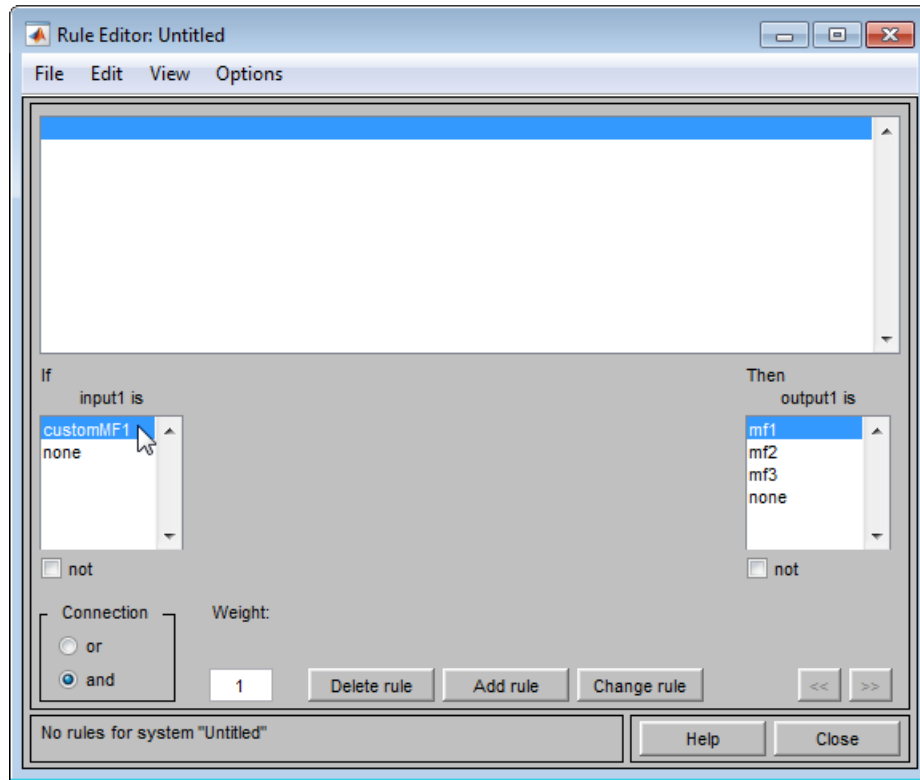 Rule Editor: Untitled
File Edit View Options
If
input1 is
customMF1
none
not
Then
output1 is
mf1
mf2
mf3
none
not
Connection
or
and
Weight:
1
Delete rule
Add rule
Change rule
<<
>>
No rules for system "Untitled"
Help
Close